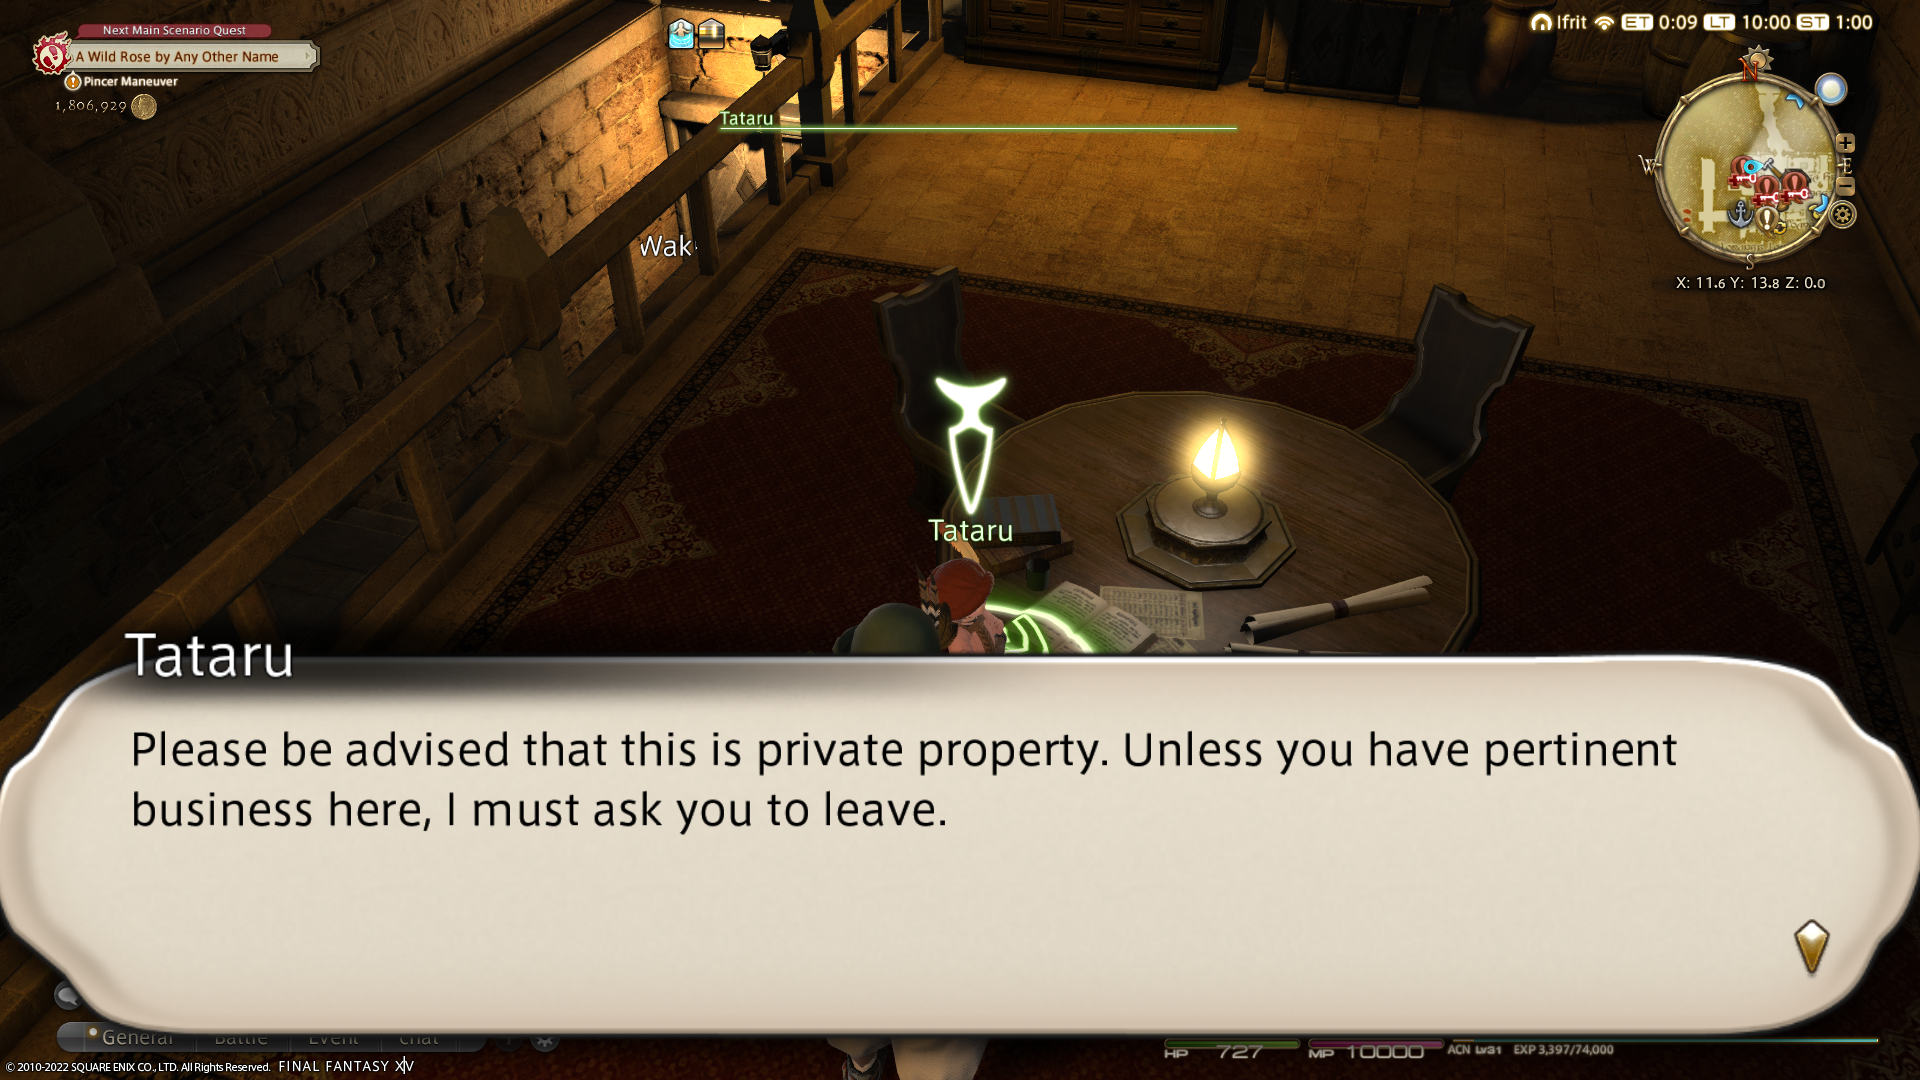 Next Main Scenario Quest
A Wild Rose by Any Other Name
Pincer Maneuver
1,806,929
Ifrit ET 0:09 LT 10:00 ST 1:00
N
W
E
S
X: 11.6 Y: 13.8 Z: 0.0
Tataru
Wak
Tataru
Tataru
Please be advised that this is private property. Unless you have pertinent
business here, I must ask you to leave.
General Battle Event Chat
HP 727 MP 10000 ACN Lv31 EXP 3,397/74,000
© 2010-2022 SQUARE ENIX CO., LTD. All Rights Reserved. FINAL FANTASY XIV